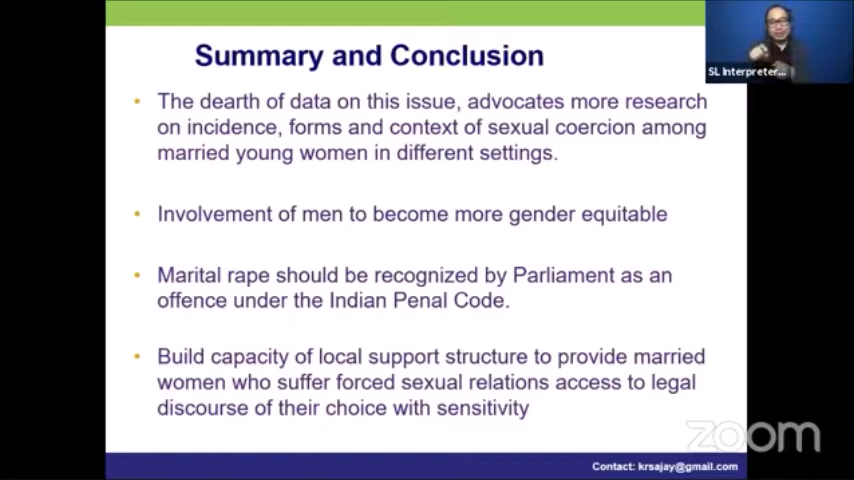 Summary and Conclusion
SL Interpreter...
• The dearth of data on this issue, advocates more research
on incidence, forms and context of sexual coercion among
married young women in different settings.
• Involvement of men to become more gender equitable
• Marital rape should be recognized by Parliament as an
offence under the Indian Penal Code.
• Build capacity of local support structure to provide married
women who suffer forced sexual relations access to legal
discourse of their choice with sensitivity
zoom
Contact: krsajay@gmail.com